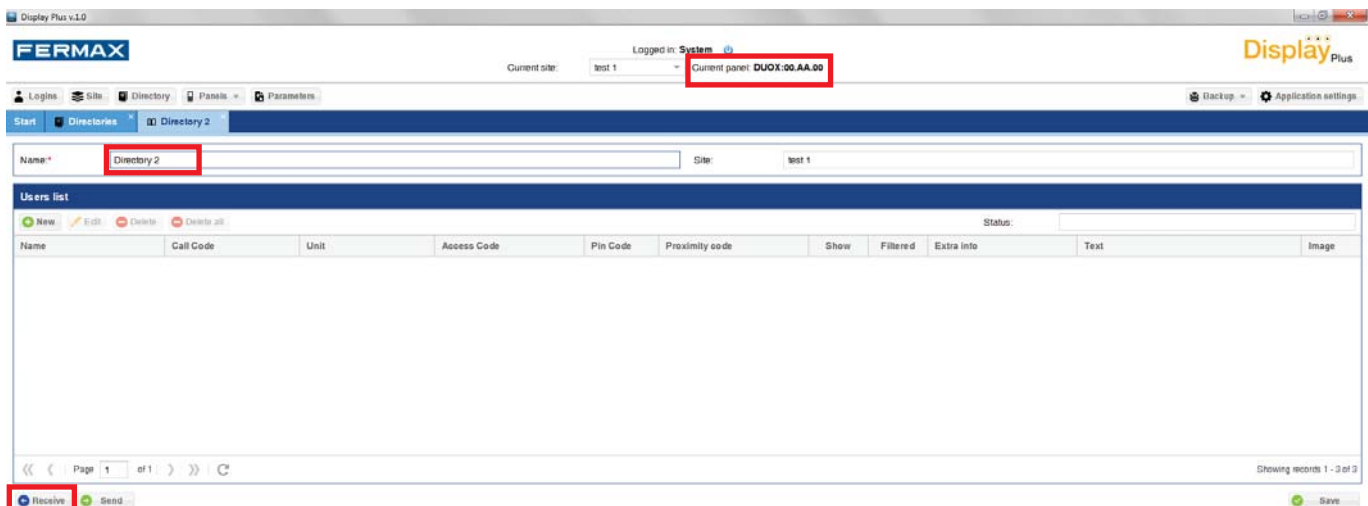 Display Plus v.1.0
FERMAX
Logged in: System
Display Plus
Current site: test 1 Current panel: DUOX:00.AA.00
Logins Site Directory Panels Parameters Backup Application settings
Start Directories Directory 2
Name:* Directory 2 Site: test 1
Users list
New Edit Delete Delete all Status:
Name Call Code Unit Access Code Pin Code Proximity code Show Filtered Extra info Text Image
Page 1 of 1 Showing records 1 - 3 of 3
Receive Send Save